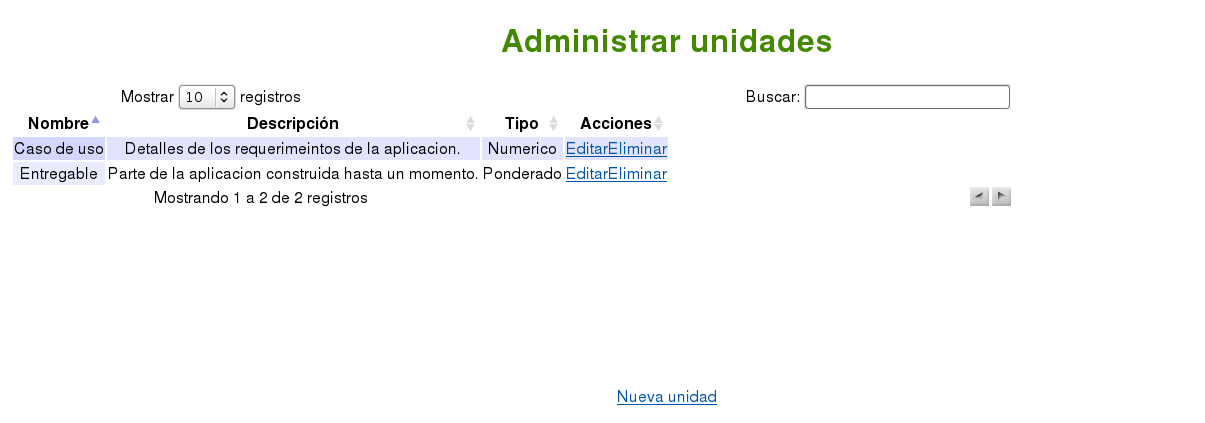 Administrar unidades
Mostrar 10 registros Buscar:
Nombre Descripción Tipo Acciones
Caso de uso Detalles de los requerimeintos de la aplicacion. Numerico EditarEliminar
Entregable Parte de la aplicacion construida hasta un momento. Ponderado EditarEliminar
Mostrando 1 a 2 de 2 registros
Nueva unidad